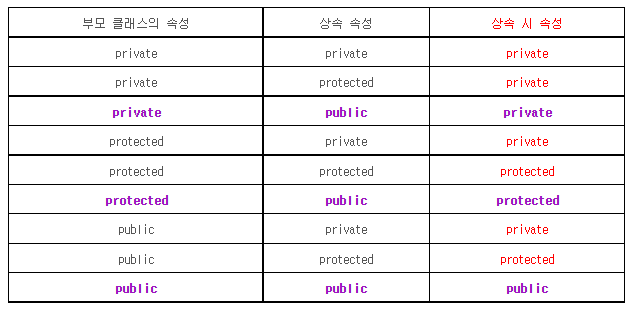 부모 클래스의 속성 상속 속성 상속 시 속성
private private private
private protected private
private public private
protected private private
protected protected protected
protected public protected
public private private
public protected protected
public public public